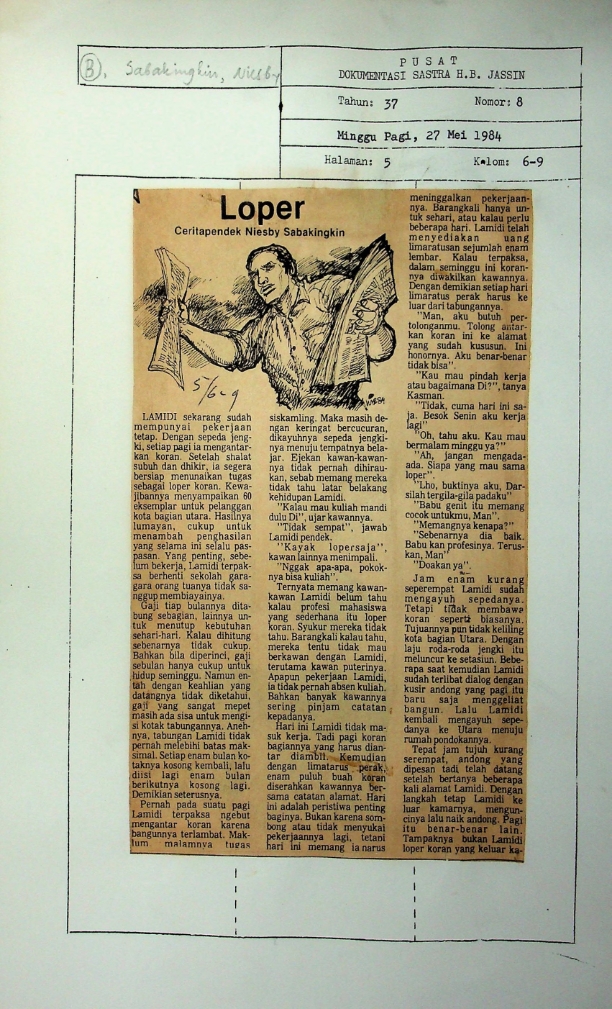 (B). Sabakingkin, Niesby
P U S A T
DOKUMENTASI SASTRA H.B. JASSIN
Tahun: 37 Nomor: 8
Minggu Pagi, 27 Mei 1984
Halaman: 5 Kolom: 6-9
Loper
Ceritapendek Niesby Sabakingkin
5/6-9
LAMIDI sekarang sudah
mempunyai pekerjaan
tetap. Dengan sepeda jeng-
ki, setiap pagi ia mengantar-
kan koran. Setelah shalat
subuh dan dhikir, ia segera
bersiap menunaikan tugas
sebagai loper koran. Kewa-
jibannya menyampaikan 60
eksemplar untuk pelanggan
kota bagian utara. Hasilnya
lumayan, cukup untuk
menambah penghasilan
yang selama ini selalu pas-
pasan. Yang penting, sebe-
lum bekerja, Lamidi terpak-
sa berhenti sekolah gara-
gara orang tuanya tidak sa-
nggup membiayainya.
Gaji tiap bulannya dita-
bung sebagian, lainnya un-
tuk menutup kebutuhan
sehari-hari. Kalau dihitung
sebenarnya tidak cukup.
Bahkan bila diperinci, gaji
sebulan hanya cukup untuk
hidup seminggu. Namun en-
tah dengan keahlian yang
datangnya tidak diketahui,
gaji yang sangat mepet
masih ada sisa untuk mengi-
si kotak tabungannya. Aneh-
nya, tabungan Lamidi tidak
pernah melebihi batas mak-
simal. Setiap enam bulan ko-
taknya kosong kembali, lalu
diisi lagi enam bulan
berikutnya kosong lagi.
Demikian seterusnya.
Pernah pada suatu pagi
Lamidi terpaksa ngebut
mengantar koran karena
bangunnya terlambat. Mak-
lum malamnya tugas
siskamling. Maka masih de-
ngan keringat bercucuran,
dikayuhnya sepeda jengki-
nya menuju tempatnya bela-
jar. Ejekan kawan-kawan-
nya tidak pernah dihirau-
kan, sebab memang mereka
tidak tahu latar belakang
kehidupan Lamidi.
"Kalau mau kuliah mandi
dulu Di", ujar kawannya.
"Tidak sempat", jawab
Lamidi pendek.
"Kayak lopersaja",
kawan lainnya menimpali.
"Nggak apa-apa, pokok-
nya bisa kuliah".
Ternyata memang kawan-
kawan Lamidi belum tahu
kalau profesi mahasiswa
yang sederhana itu loper
koran. Syukur mereka tidak
tahu. Barangkali kalau tahu,
mereka tentu tidak mau
berkawan dengan Lamidi,
terutama kawan puterinya.
Apapun pekerjaan Lamidi,
ia tidak pernah absen kuliah.
Bahkan banyak kawannya
sering pinjam catatan
kepadanya.
Hari ini Lamidi tidak ma-
suk kerja. Tadi pagi koran
bagiannya yang harus dian-
tar diambli. Kemudian
dengan limatarus perak,
enam puluh buah koran
diserahkan kawannya ber-
sama catatan alamat. Hari
ini adalah peristiwa penting
baginya. Bukan karena som-
bong atau tidak menyukai
pekerjaannya lagi, tetani
hari ini memang ia narus
meninggalkan pekerjaan-
nya. Barangkali hanya un-
tuk sehari, atau kalau perlu
beberapa hari. Lamidi telah
menyediakan uang
limaratusan sejumlah enam
lembar. Kalau terpaksa,
dalam seminggu ini koran-
nya diwakilkan kawannya.
Dengan demikian setiap hari
limaratus perak harus ke
luar dari tabungannya.
"Man, aku butuh per-
tolonganmu. Tolong antar-
kan koran ini ke alamat
yang sudah kususun. Ini
honornya. Aku benar-benar
tidak bisa".
"Kau mau pindah kerja
atau bagaimana Di?", tanya
Kasman.
"Tidak, cuma hari ini sa-
ja. Besok Senin aku kerja
lagi"
"Oh, tahu aku. Kau mau
bermalam minggu ya?"
"Ah, jangan mengada-
ada. Siapa yang mau sama
loper".
"Lho, buktinya aku, Dar-
silah tergila-gila padaku"
"Babu genit itu memang
cocok untukmu, Man".
"Memangnya kenapa?"
"Sebenarnya dia baik.
Babu kan profesinya. Terus-
kan, Man"
"Doakan ya".
Jam enam kurang
seperempat Lamidi sudah
mengayuh sepedanya.
Tetapi tidak membawa
koran seperti biasanya.
Tujuannya pun tidak keliling
kota bagian Utara. Dengan
laju roda-roda jengki itu
meluncur ke setasiun. Bebe-
rapa saat kemudian Lamidi
sudah terlibat dialog dengan
kusir andong yang pagi itu
baru saja menggeliat
bangun. Lalu Lamidi
kembali mengayuh sepe-
danya ke Utara menuju
rumah pondokannya.
Tepat jam tujuh kurang
serempat, andong yang
dipesan tadi telah datang
setelah bertanya beberapa
kali alamat Lamidi. Dengan
langkah tetap Lamidi ke
luar kamarnya, mengun-
cinya lalu naik andong. Pagi
itu benar-benar lain.
Tampaknya bukan Lamidi
loper koran yang keluar ka-